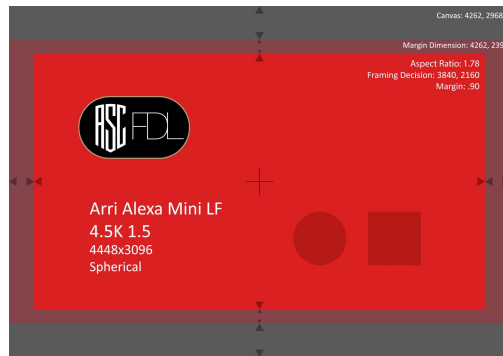 Canvas: 4262, 2968
Margin Dimension: 4262, 239
Aspect Ratio: 1.78
Framing Decision: 3840, 2160
Margin: .90
ASC FDL
Arri Alexa Mini LF
4.5K 1.5
4448x3096
Spherical